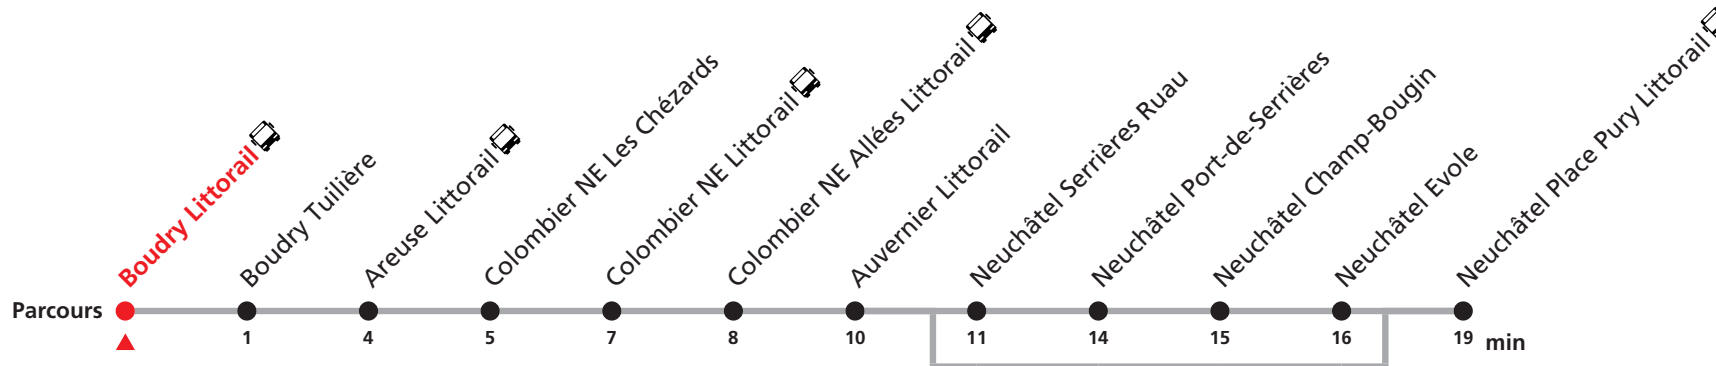 Boudry Littorail
Boudry Tuilière
Areuse Littorail
Colombier NE Les Chézards
Colombier NE Littorail
Colombier NE Allées Littorail
Auvernier Littorail
Neuchâtel Serrières Ruau
Neuchâtel Port-de-Serrières
Neuchâtel Champ-Bougin
Neuchâtel Evole
Neuchâtel Place Pury Littorail
Parcours
1 4 5 7 8 10 11 14 15 16 19 min